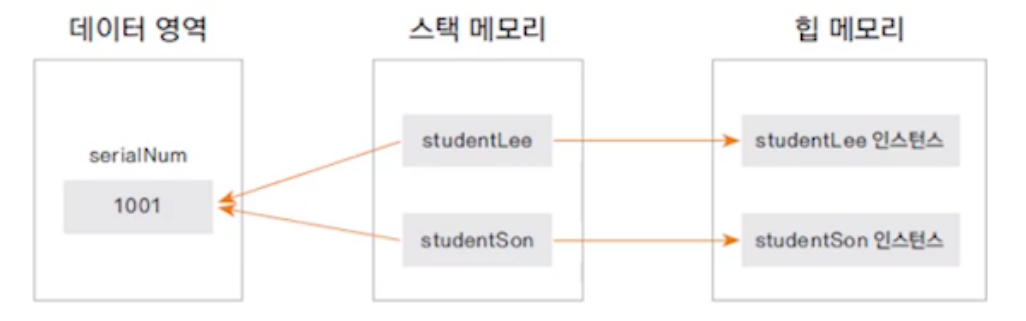 데이터 영역
스택 메모리
힙 메모리
serialNum
1001
studentLee
studentSon
studentLee 인스턴스
studentSon 인스턴스